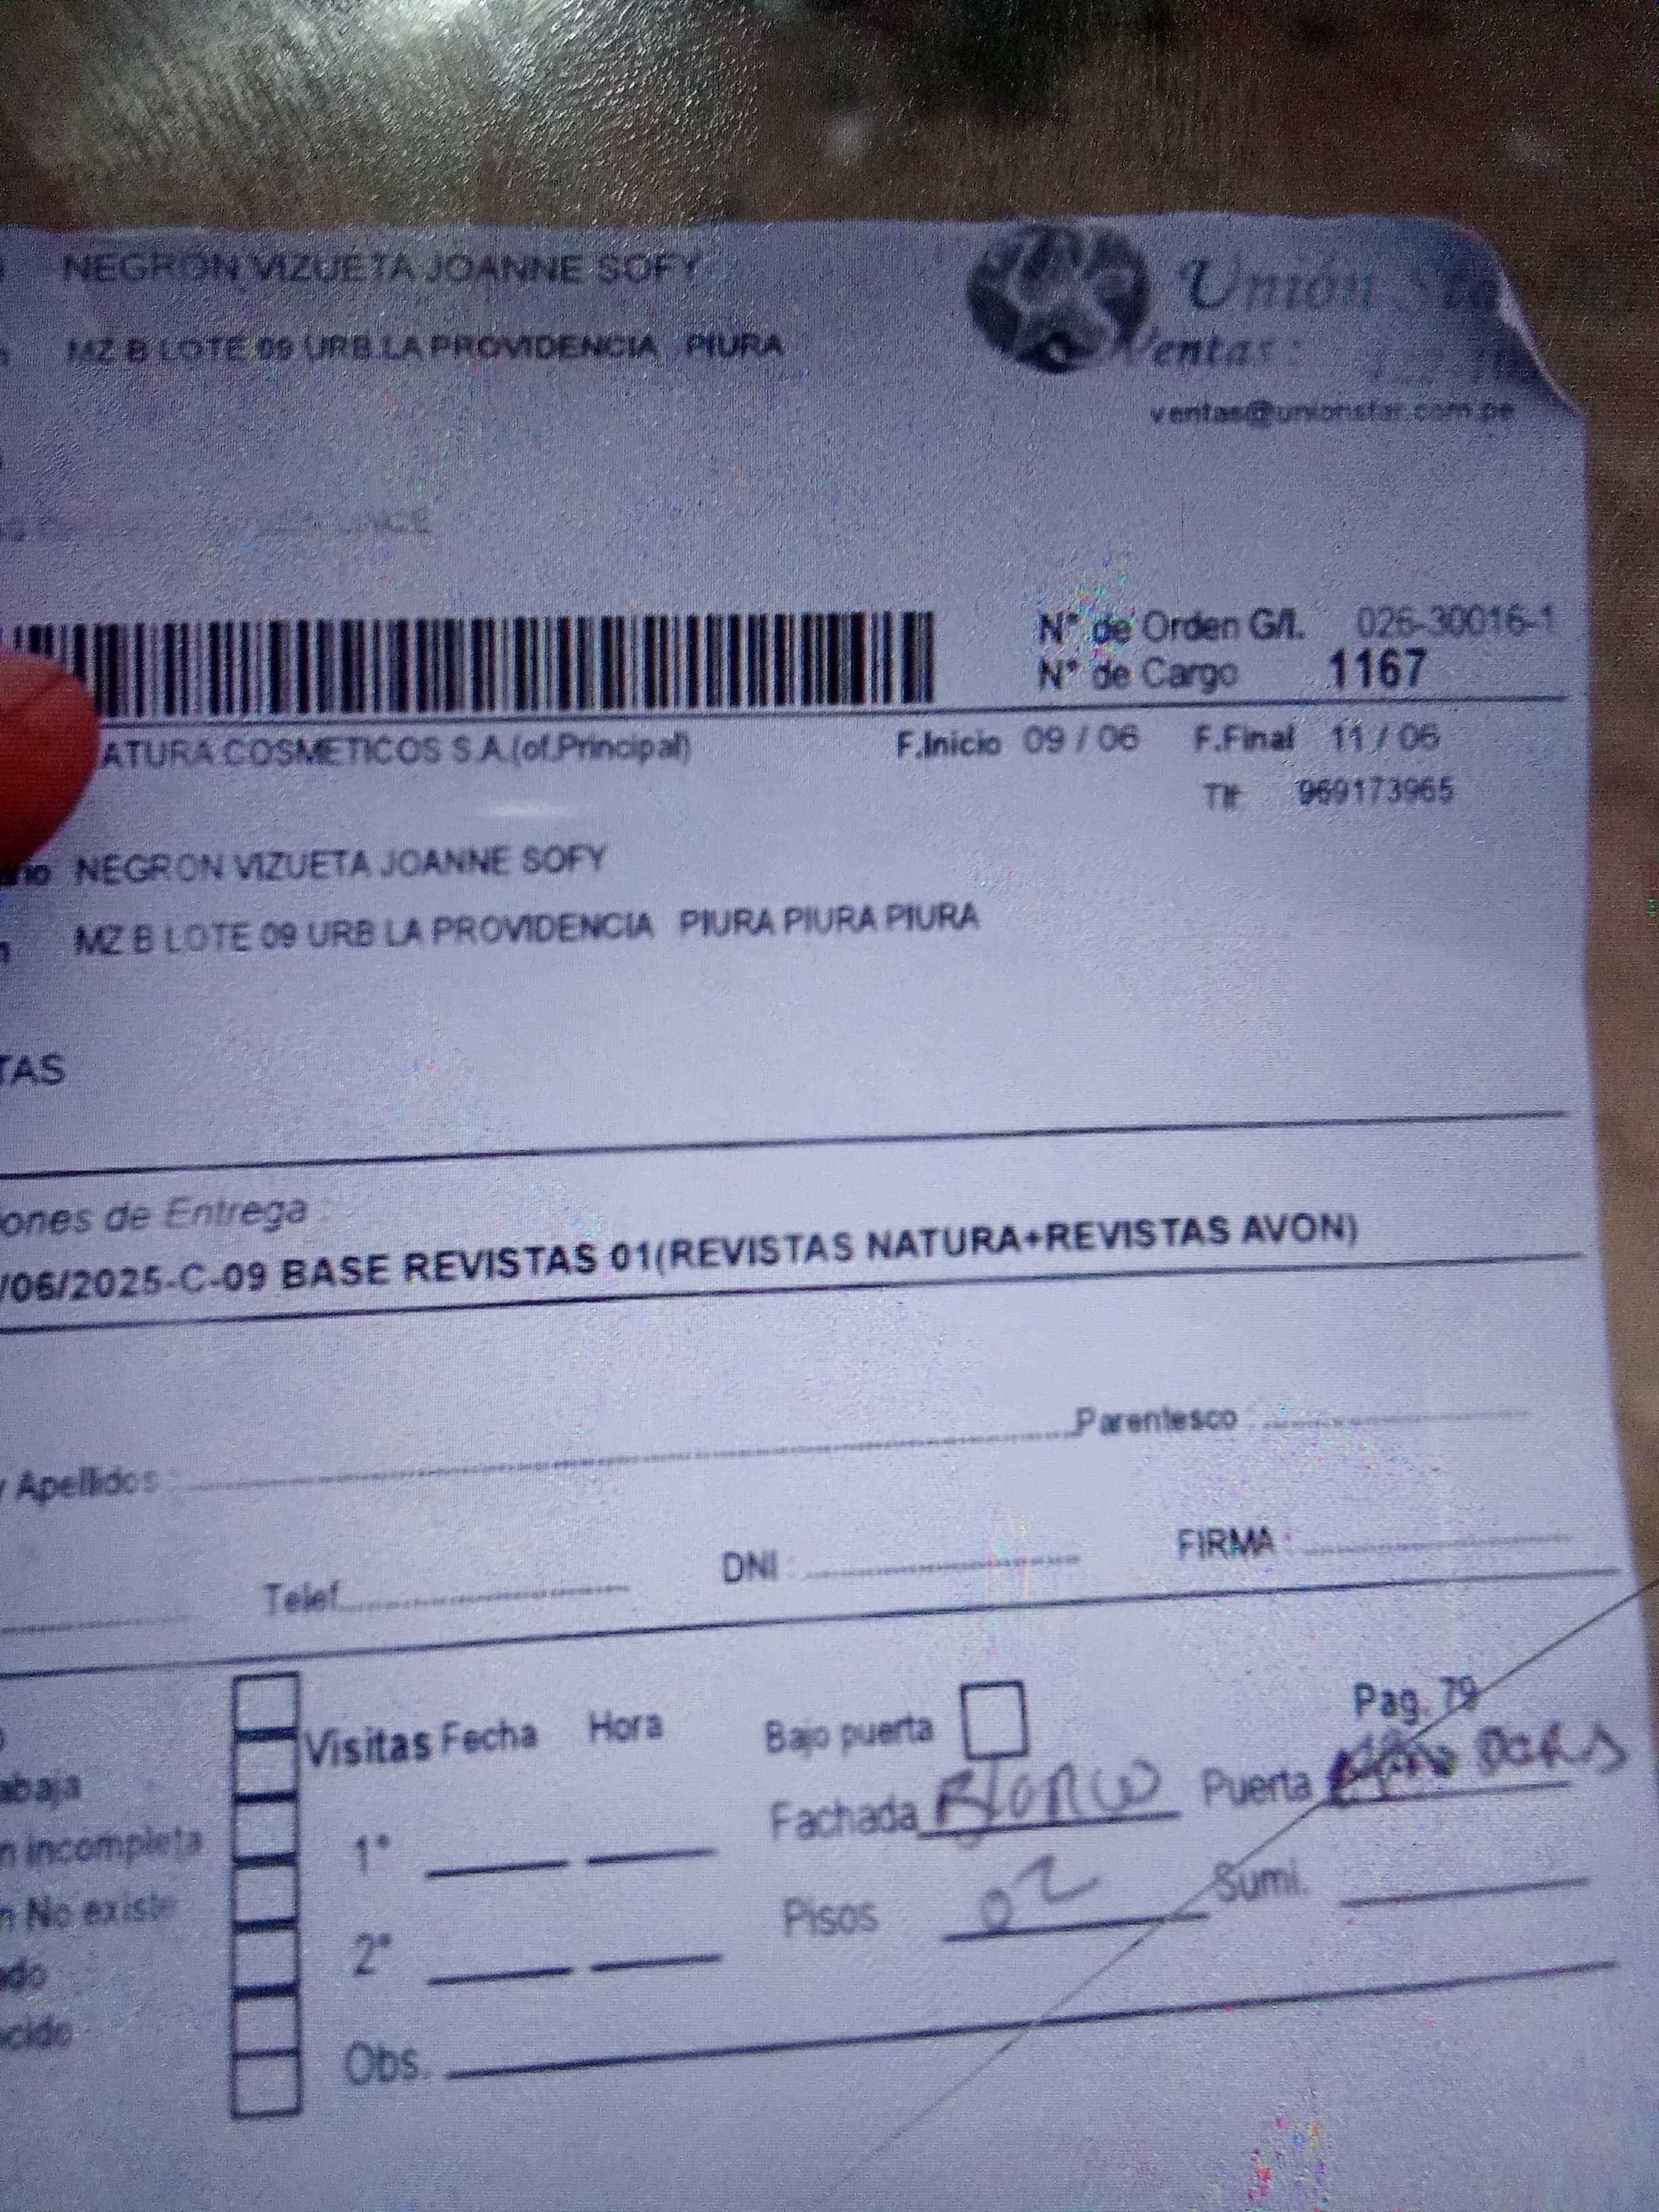 NEGRON VIZUETA JOANNE SOFY
Unión
MZ B LOTE 09 URB LA PROVIDENCIA PIURA
Ventas:
ventas@unionstar.com.pe
N° de Orden G/I. 026-30016-1
N° de Cargo 1167
ATURA COSMETICOS S.A.(of.Principal) F.Inicio 09 / 06 F.Final 11 / 06
Tlf 969173965
NEGRON VIZUETA JOANNE SOFY
MZ B LOTE 09 URB LA PROVIDENCIA PIURA PIURA PIURA
TAS
ones de Entrega :
/06/2025-C-09 BASE REVISTAS 01(REVISTAS NATURA+REVISTAS AVON)
y Apellidos : Parentesco :
Telef. DNI : FIRMA :
Pag. 79
Visitas Fecha Hora Bajo puerta
abaja Fachada Blanco Puerta
n incompleta 1°
n No existe Pisos 02 Sumi.
ado 2°
cido Obs.